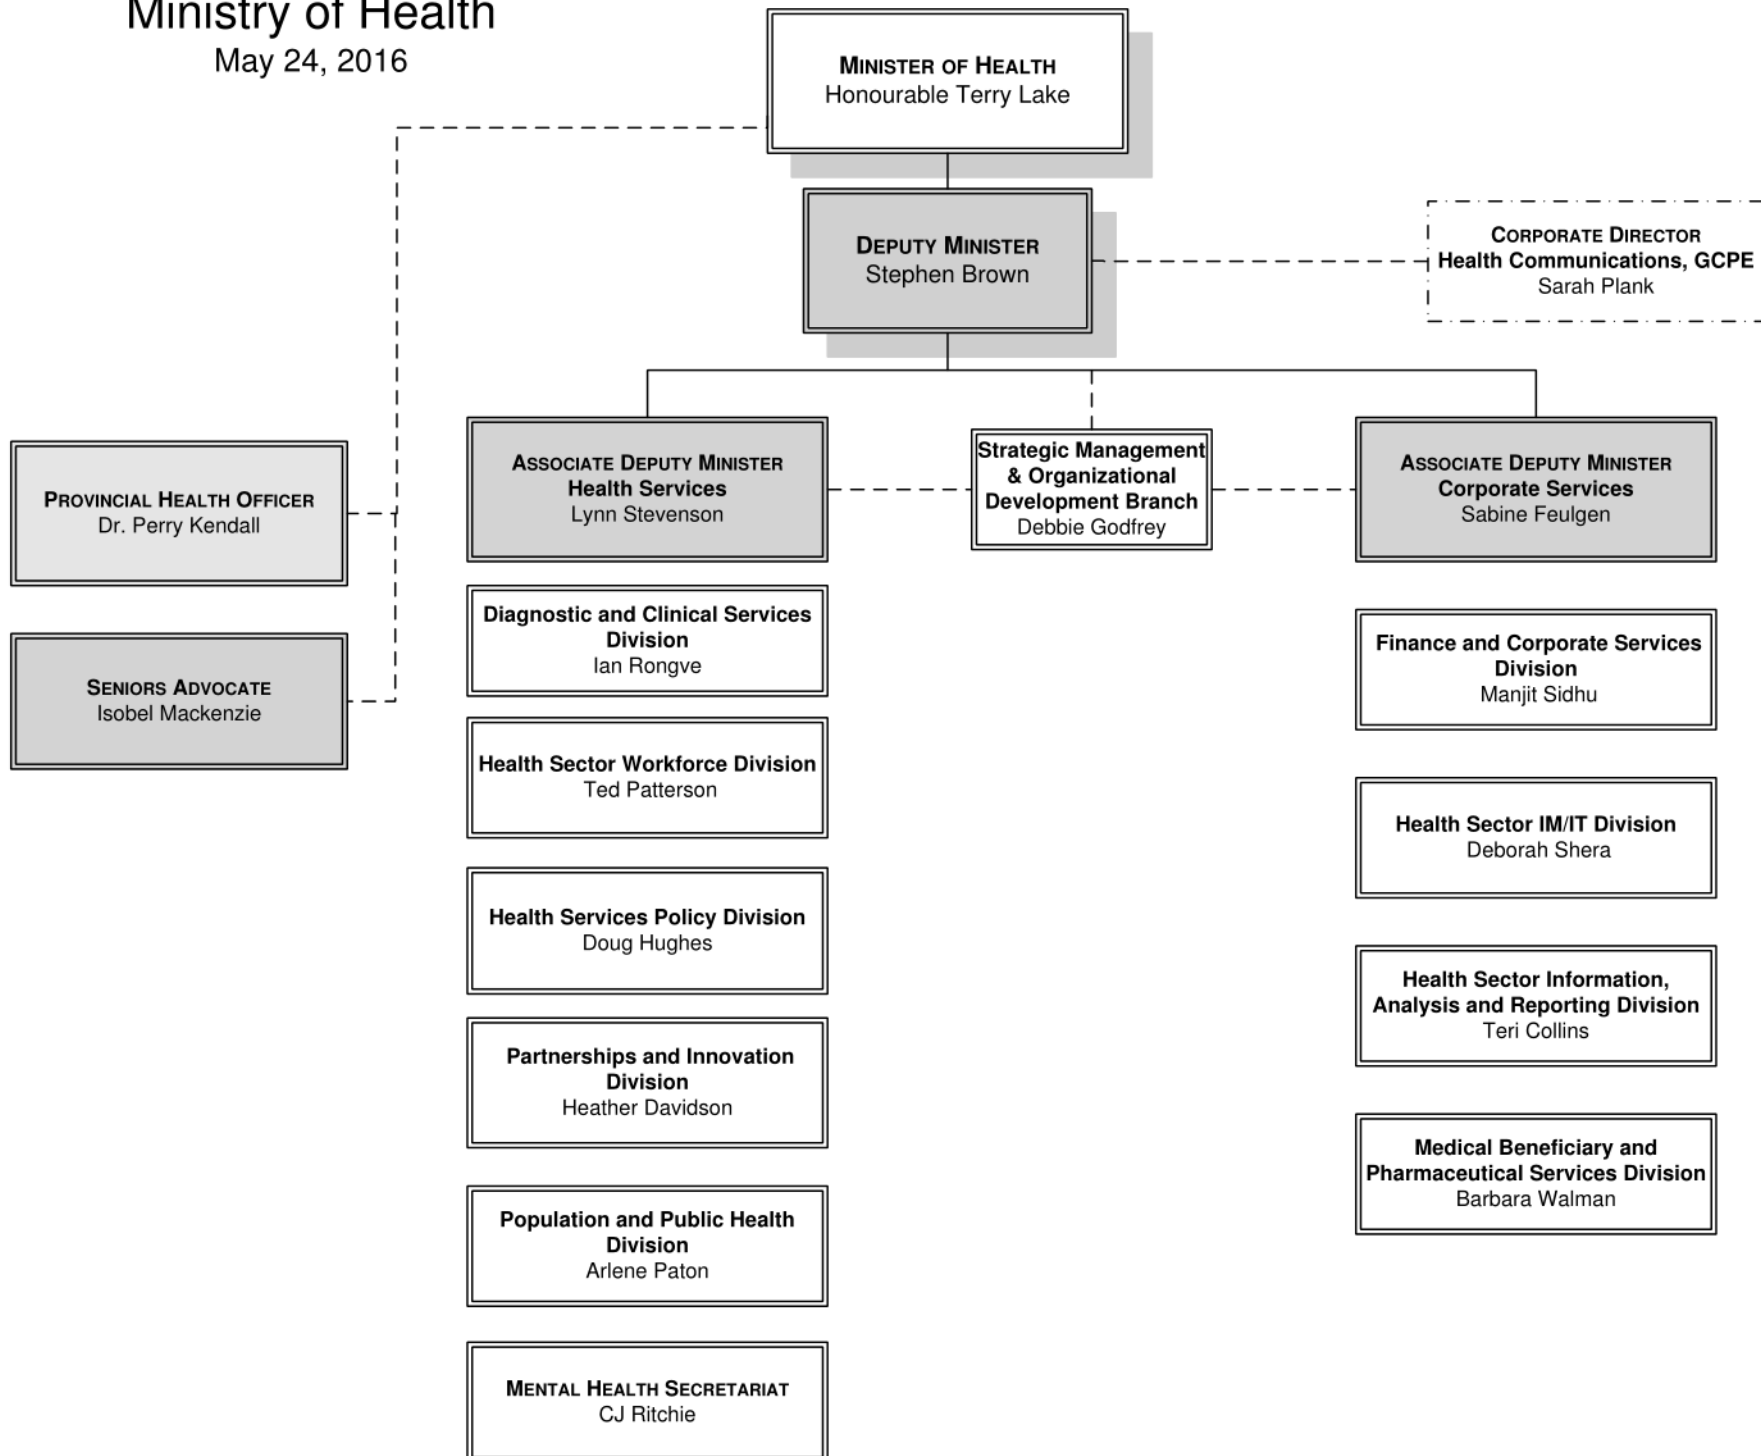 Ministry of Health
May 24, 2016
MINISTER OF HEALTH
Honourable Terry Lake
DEPUTY MINISTER
Stephen Brown
CORPORATE DIRECTOR
Health Communications, GCPE
Sarah Plank
PROVINCIAL HEALTH OFFICER
Dr. Perry Kendall
SENIORS ADVOCATE
Isobel Mackenzie
ASSOCIATE DEPUTY MINISTER
Health Services
Lynn Stevenson
Strategic Management
& Organizational
Development Branch
Debbie Godfrey
ASSOCIATE DEPUTY MINISTER
Corporate Services
Sabine Feulgen
Diagnostic and Clinical Services
Division
Ian Rongve
Health Sector Workforce Division
Ted Patterson
Health Services Policy Division
Doug Hughes
Partnerships and Innovation
Division
Heather Davidson
Population and Public Health
Division
Arlene Paton
MENTAL HEALTH SECRETARIAT
CJ Ritchie
Finance and Corporate Services
Division
Manjit Sidhu
Health Sector IM/IT Division
Deborah Shera
Health Sector Information,
Analysis and Reporting Division
Teri Collins
Medical Beneficiary and
Pharmaceutical Services Division
Barbara Walman